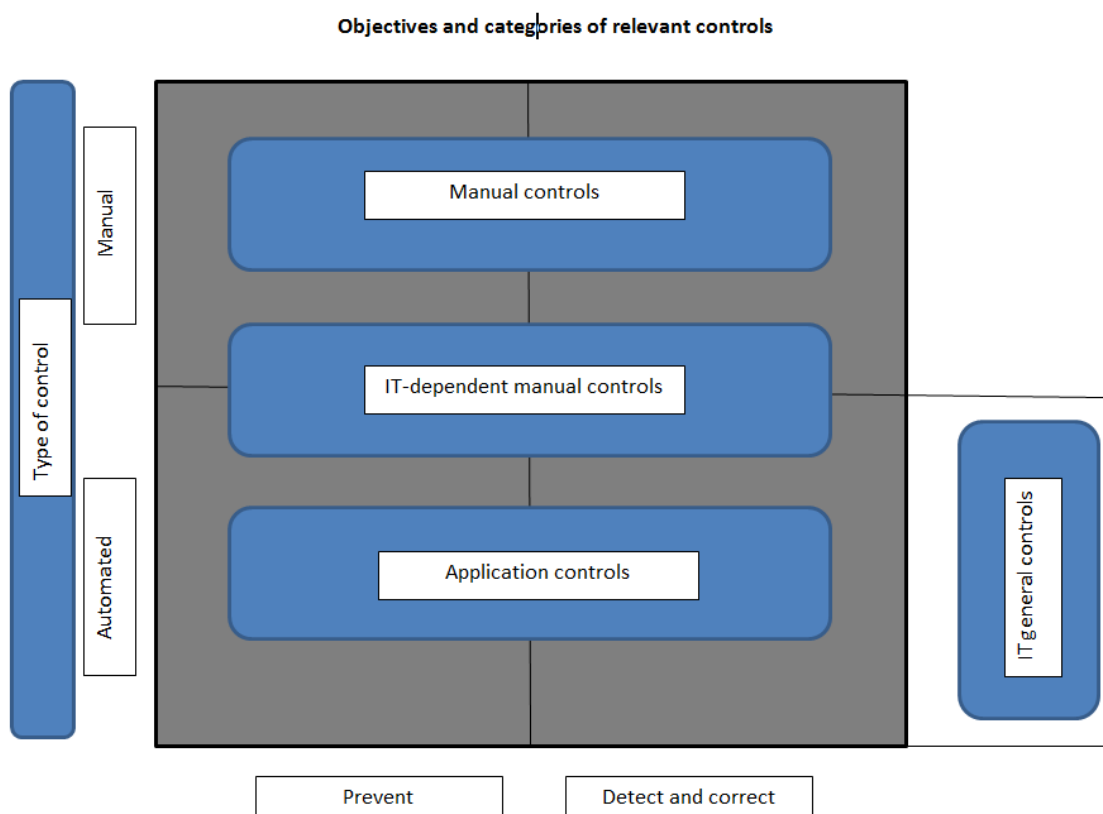 Objectives and categories of relevant controls
Type of control
Manual
Automated
Manual controls
IT-dependent manual controls
Application controls
IT general controls
Prevent
Detect and correct